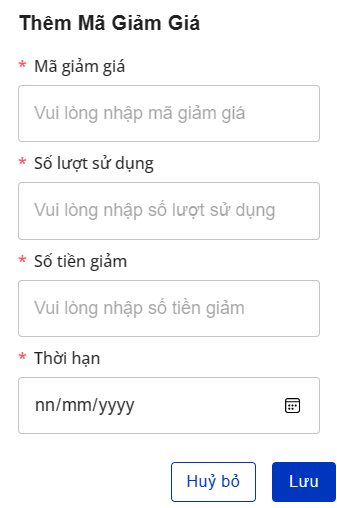 Thêm Mã Giảm Giá
* Mã giảm giá
Vui lòng nhập mã giảm giá
* Số lượt sử dụng
Vui lòng nhập số lượt sử dụng
* Số tiền giảm
Vui lòng nhập số tiền giảm
* Thời hạn
nn/mm/yyyy
Huỷ bỏ Lưu